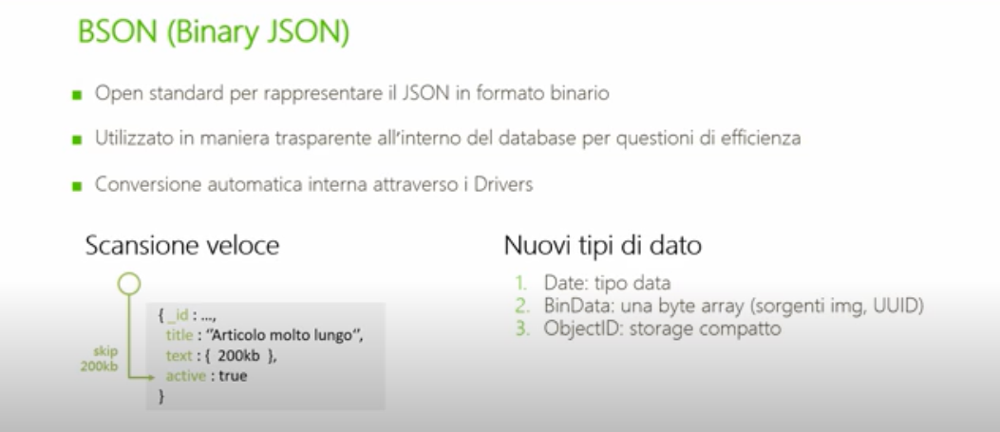 BSON (Binary JSON)
Open standard per rappresentare il JSON in formato binario
Utilizzato in maniera trasparente all'interno del database per questioni di efficienza
Conversione automatica interna attraverso i Drivers
Scansione veloce
skip
200kb
{ _id : ...,
title : "Articolo molto lungo",
text : { 200kb },
active : true
}
Nuovi tipi di dato
1. Date: tipo data
2. BinData: una byte array (sorgenti img, UUID)
3. ObjectID: storage compatto